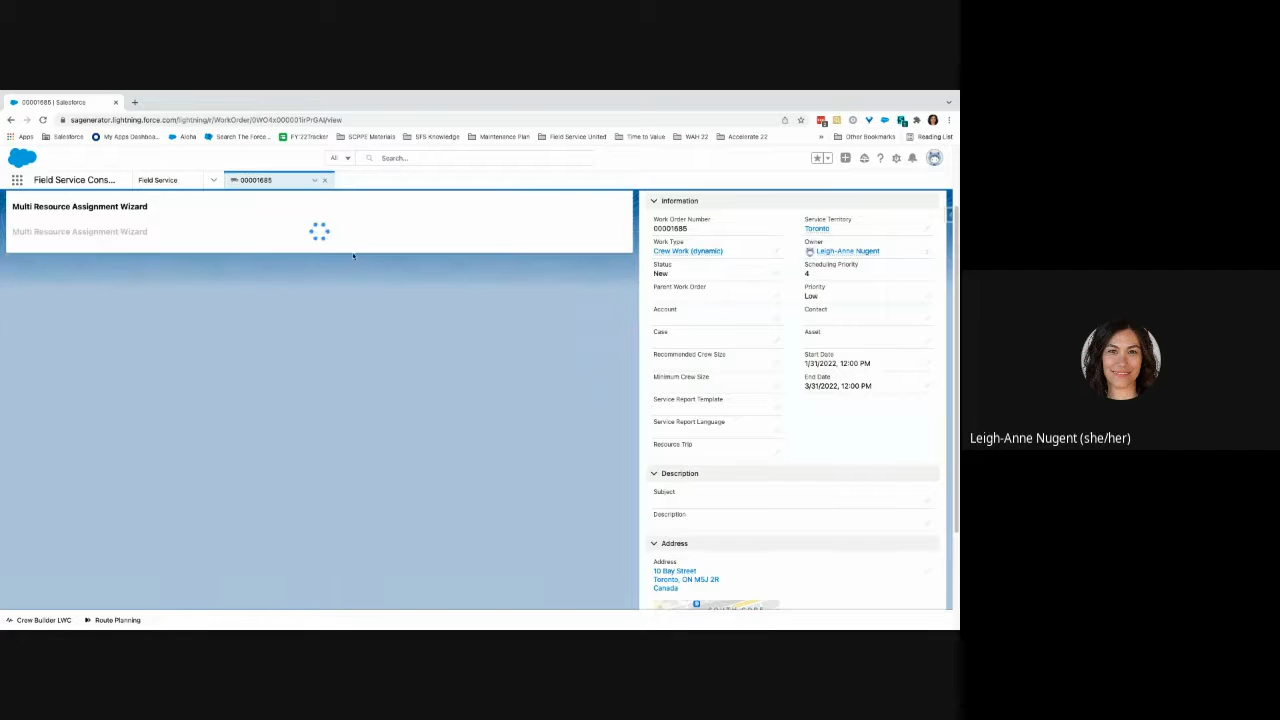 00001685 | Salesforce
sagenerator.lightning.force.com/lightning/r/WorkOrder/0WO4x000001irPrGAI/view
Apps Salesforce My Apps Dashboa... Aloha Search The Force... FY'22Tracker SCPPE Materials SFS Knowledge Maintenance Plan Field Service United Time to Value WAH 22 Accelerate 22 » Other Bookmarks Reading List
All Search...
Field Service Cons... Field Service 00001685
Multi Resource Assignment Wizard
Multi Resource Assignment Wizard
Information
Work Order Number
00001685
Service Territory
Toronto
Work Type
Crew Work (dynamic)
Owner
Leigh-Anne Nugent
Status
New
Scheduling Priority
4
Parent Work Order
Priority
Low
Account
Contact
Case
Asset
Recommended Crew Size
Start Date
1/31/2022, 12:00 PM
Minimum Crew Size
End Date
3/31/2022, 12:00 PM
Service Report Template
Service Report Language
Resource Trip
Description
Subject
Description
Address
Address
10 Bay Street
Toronto, ON M5J 2R
Canada
SOUTH CORE
Crew Builder LWC Route Planning
Leigh-Anne Nugent (she/her)